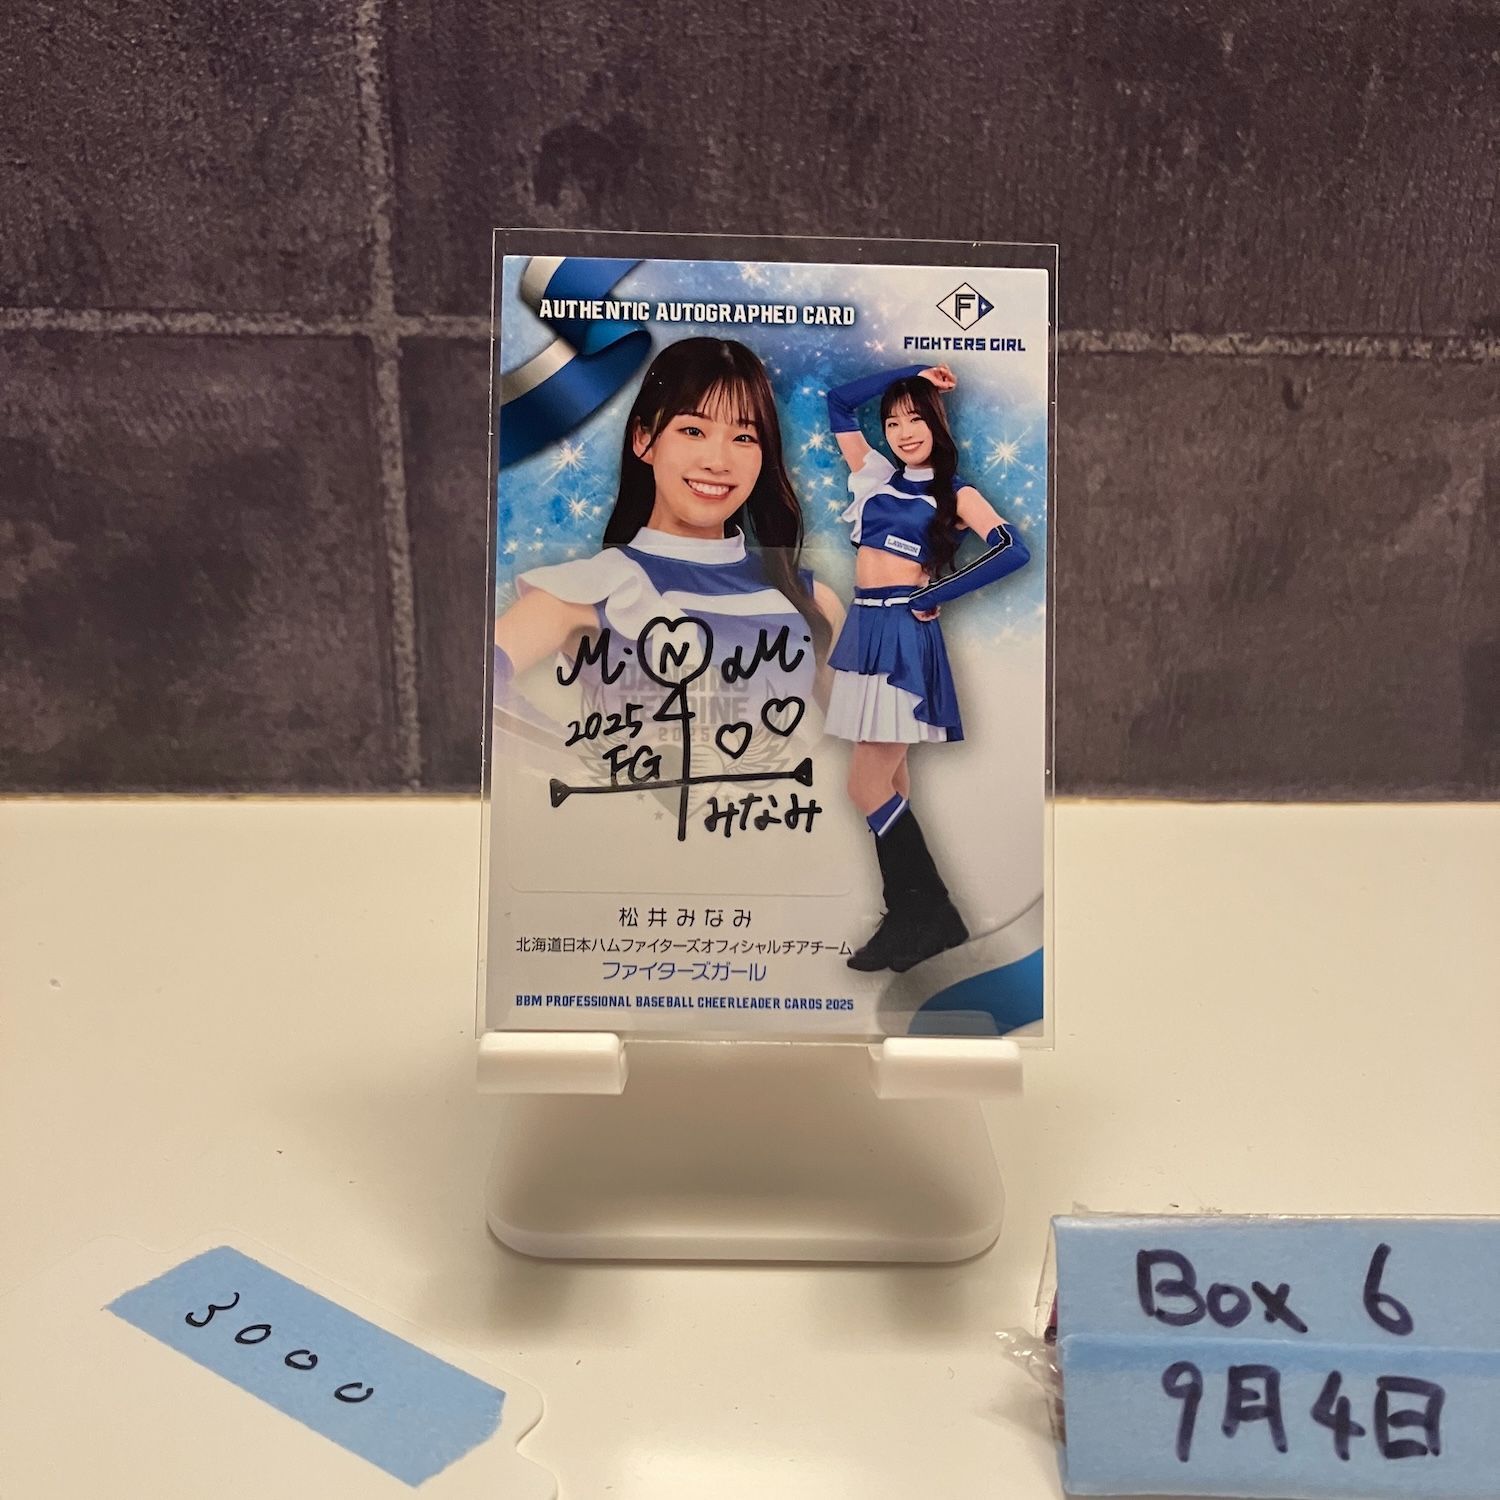 AUTHENTIC AUTOGRAPHED CARD
F
FIGHTERS GIRL
LAWSON
MiNaMi
DANCING
HEROINE
2025
2025
FG
みなみ
松井みなみ
北海道日本ハムファイターズオフィシャルチアチーム
ファイターズガール
BBM PROFESSIONAL BASEBALL CHEERLEADER CARDS 2025
3000
Box 6
9月4日